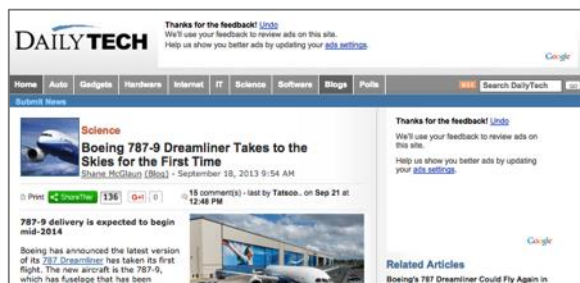 DAILYTECH
Thanks for the feedback! Undo
We'll use your feedback to review ads on this site.
Help us show you better ads by updating your ads settings.
Google
Home Auto Gadgets Hardware Internet IT Science Software Blogs Polls
RSS Search DailyTech
Submit News
Science
Boeing 787-9 Dreamliner Takes to the
Skies for the First Time
Shane McGlaun (Blog) - September 18, 2013 9:54 AM
Print ShareThis 136 G+1 0
15 comment(s) - last by Tatsoo.. on Sep 21 at
12:48 PM
787-9 delivery is expected to begin
mid-2014
Boeing has announced the latest version
of its 787 Dreamliner has taken its first
flight. The new aircraft is the 787-9,
which has fuselage that has been
Thanks for the feedback! Undo
We'll use your feedback to review ads on
this site.
Help us show you better ads by updating
your ads settings.
Google
Related Articles
Boeing's 787 Dreamliner Could Fly Again in